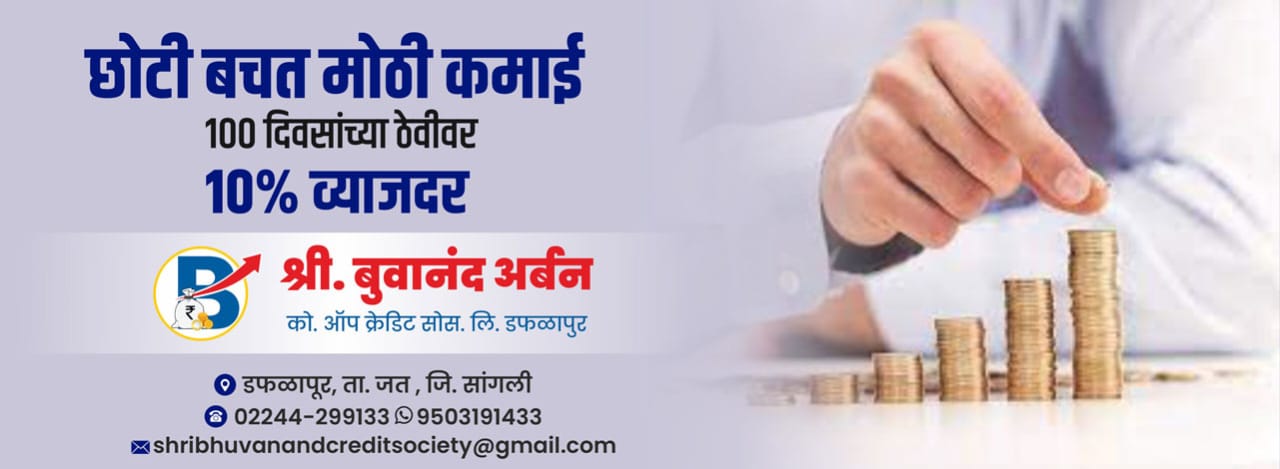 छोटी बचत मोठी कमाई
100 दिवसांच्या ठेवीवर
10% व्याजदर
B
₹
श्री. बुवानंद अर्बन
को. ऑप क्रेडिट सोस. लि. डफळापुर
डफळापूर, ता. जत , जि. सांगली
02244-299133 9503191433
shribhuvanandcreditsociety@gmail.com